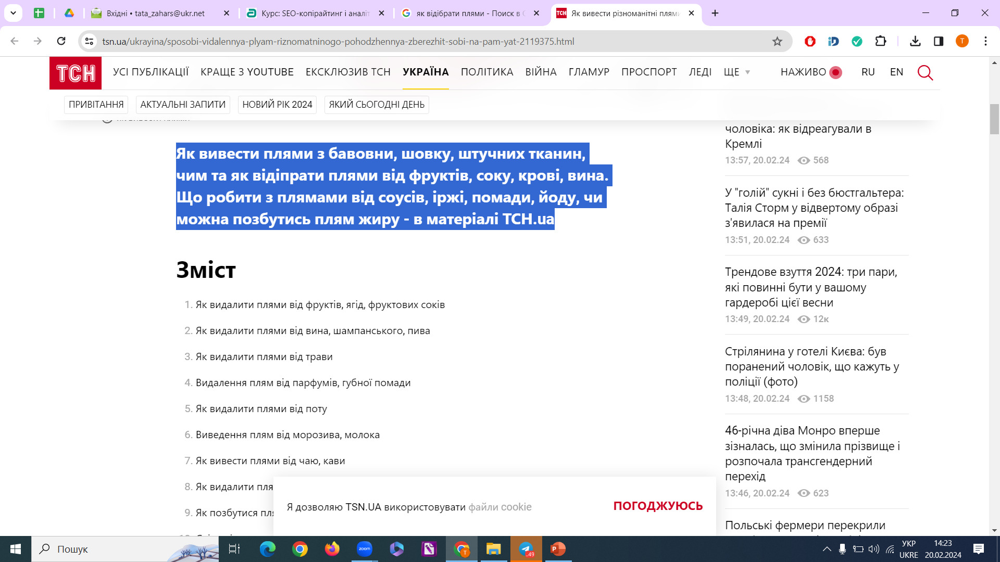 Вхідні • tata_zahars@ukr.net
Курс: SEO-копірайтинг і аналіт
як відібрати плями - Поиск в G
ТСН
Як вивести різноманітні плями
tsn.ua/ukrayina/sposobi-vidalennya-plyam-riznomatninogo-pohodzhennya-zberezhit-sobi-na-pam-yat-2119375.html
T
ТСН
УСІ ПУБЛІКАЦІЇ
КРАЩЕ З YOUTUBE
ЕКСКЛЮЗИВ ТСН
УКРАЇНА
ПОЛІТИКА
ВІЙНА
ГЛАМУР
ПРОСПОРТ
ЛЕДІ
ЩЕ
НАЖИВО
RU
EN
ПРИВІТАННЯ
АКТУАЛЬНІ ЗАПИТИ
НОВИЙ РІК 2024
ЯКИЙ СЬОГОДНІ ДЕНЬ
Як вивести плями з бавовни, шовку, штучних тканин,
чим та як відіпрати плями від фруктів, соку, крові, вина.
Що робити з плямами від соусів, іржі, помади, йоду, чи
можна позбутись плям жиру - в матеріалі ТСН.ua
Зміст
1. Як видалити плями від фруктів, ягід, фруктових соків
2. Як видалити плями від вина, шампанського, пива
3. Як видалити плями від трави
4. Видалення плям від парфумів, губної помади
5. Як видалити плями від поту
6. Виведення плям від морозива, молока
7. Як вивести плями від чаю, кави
8. Як видалити пля
9. Як позбутися пля
чоловіка: як відреагували в
Кремлі
13:57, 20.02.24 568
У "голій" сукні і без бюстгальтера:
Талія Сторм у відвертому образі
з'явилася на премії
13:51, 20.02.24 633
Трендове взуття 2024: три пари,
які повинні бути у вашому
гардеробі цієї весни
13:49, 20.02.24 12к
Стрілянина у готелі Києва: був
поранений чоловік, що кажуть у
поліції (фото)
13:48, 20.02.24 1158
46-річна діва Монро вперше
зізналась, що змінила прізвище і
розпочала трансгендерний
перехід
13:46, 20.02.24 623
Польські фермери перекрили
Я дозволяю TSN.UA використовувати файли cookie
ПОГОДЖУЮСЬ
Пошук
zoom
T
..49
P
УКР
UKRE
14:23
20.02.2024